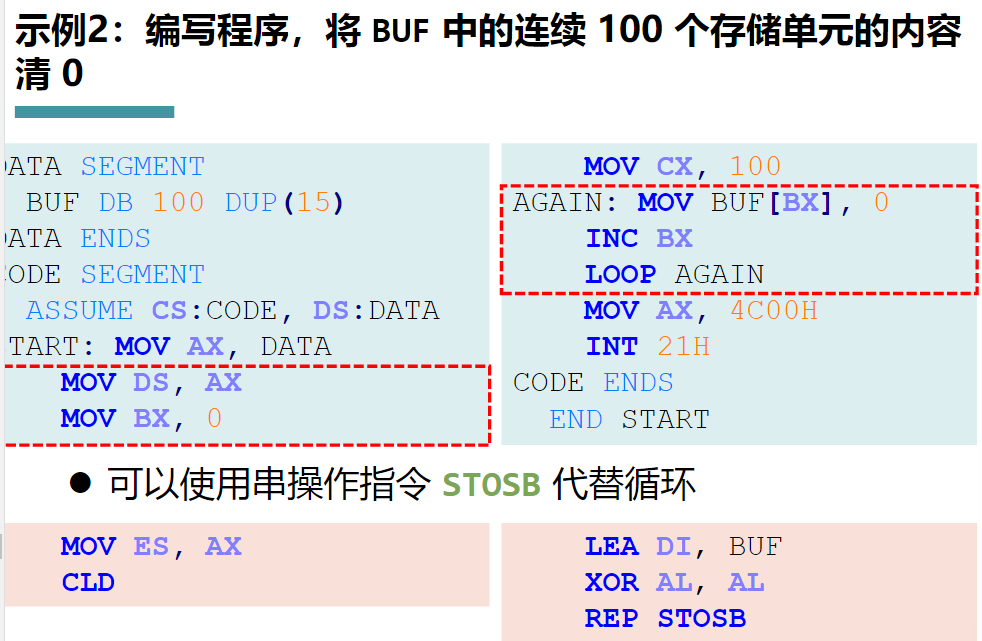 示例2：编写程序，将 BUF 中的连续 100 个存储单元的内容
清 0
ATA SEGMENT
BUF DB 100 DUP(15)
ATA ENDS
ODE SEGMENT
ASSUME CS:CODE, DS:DATA
TART: MOV AX, DATA
MOV DS, AX
MOV BX, 0
MOV CX, 100
AGAIN: MOV BUF[BX], 0
INC BX
LOOP AGAIN
MOV AX, 4C00H
INT 21H
CODE ENDS
END START
● 可以使用串操作指令 STOSB 代替循环
MOV ES, AX
CLD
LEA DI, BUF
XOR AL, AL
REP STOSB